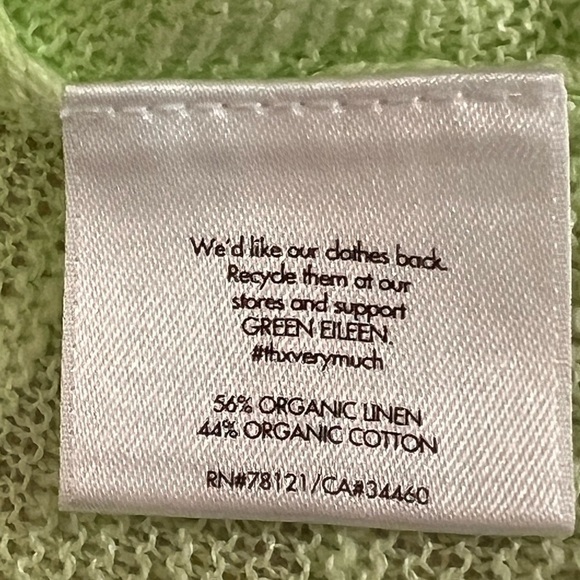 We'd like our clothes back.
Recycle them at our
stores and support
GREEN EILEEN.
#thxverymuch
56% ORGANIC LINEN
44% ORGANIC COTTON
RN#78121/CA#34460